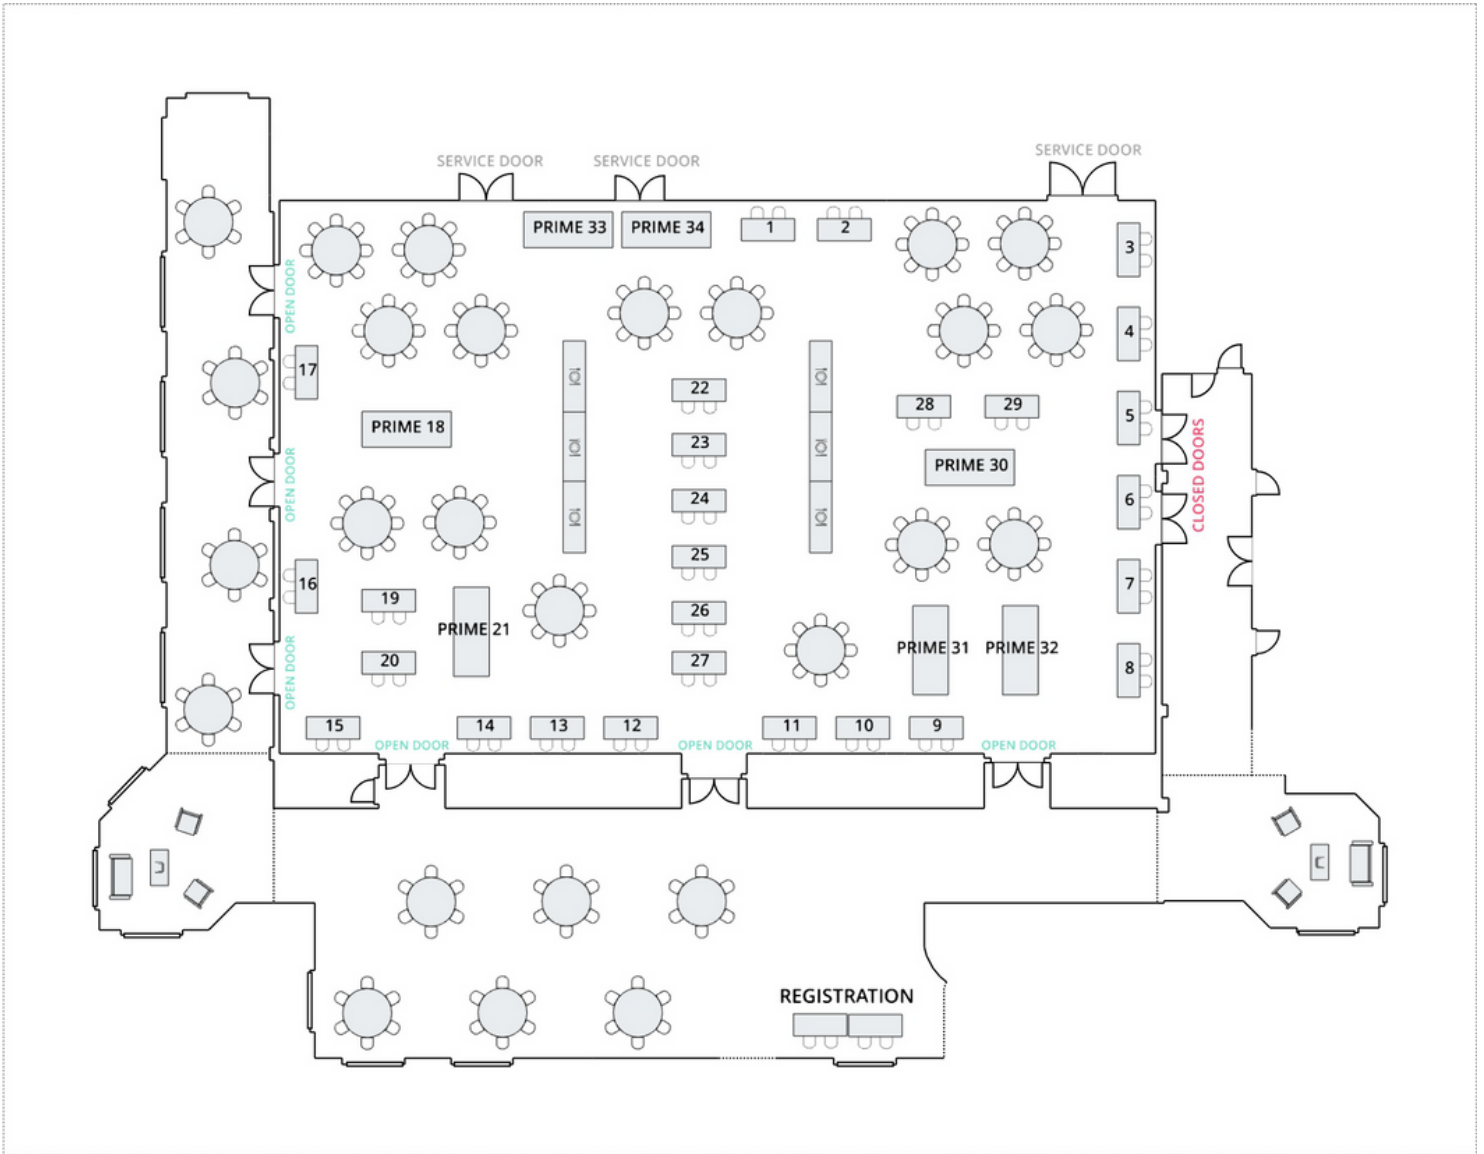 SERVICE DOOR
SERVICE DOOR
SERVICE DOOR
PRIME 33
PRIME 34
1
2
3
OPEN DOOR
4
17
22
28
29
5
PRIME 18
23
PRIME 30
CLOSED DOORS
OPEN DOOR
24
6
25
16
7
19
26
PRIME 21
PRIME 31
PRIME 32
20
27
8
OPEN DOOR
15
14
13
12
11
10
9
OPEN DOOR
OPEN DOOR
OPEN DOOR
REGISTRATION